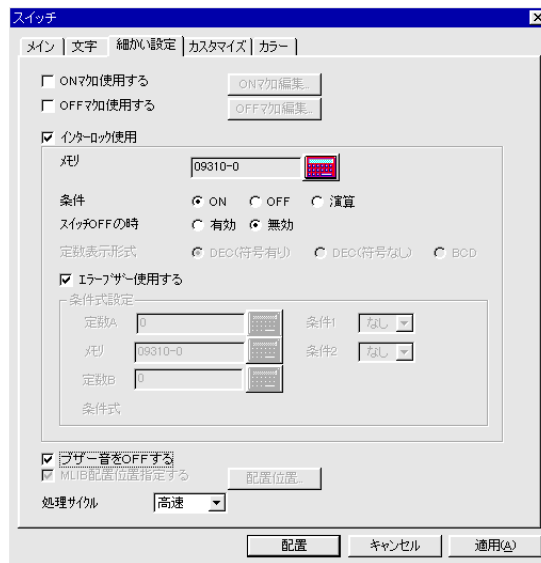 スイッチ
メイン 文字 細かい設定 カスタマイズ カラー
ONマクロ使用する ONマクロ編集...
OFFマクロ使用する OFFマクロ編集...
インターロック使用
メモリ 09310-0
条件 ON OFF 演算
スイッチOFFの時 有効 無効
定数表示形式 DEC(符号有り) DEC(符号なし) BCD
エラーブザー使用する
条件式設定
定数A 0 条件1 なし
メモリ 09310-0 条件2 なし
定数B 0
条件式
ブザー音をOFFする
MLIB配置位置指定する 配置位置...
処理サイクル 高速
配置 キャンセル 適用(A)